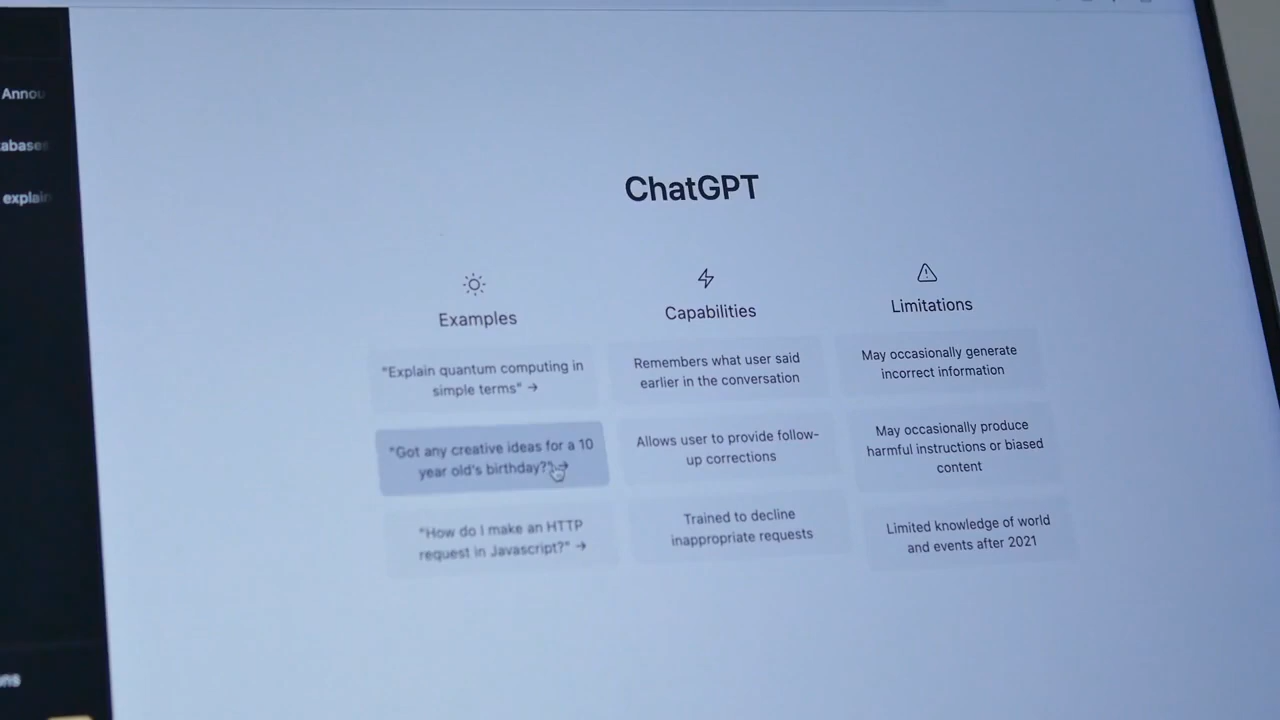 Annou
tabases
explain
ChatGPT
Examples
"Explain quantum computing in
simple terms" →
"Got any creative ideas for a 10
year old's birthday?" →
"How do I make an HTTP
request in Javascript?" →
Capabilities
Remembers what user said
earlier in the conversation
Allows user to provide follow-
up corrections
Trained to decline
inappropriate requests
Limitations
May occasionally generate
incorrect information
May occasionally produce
harmful instructions or biased
content
Limited knowledge of world
and events after 2021
ns